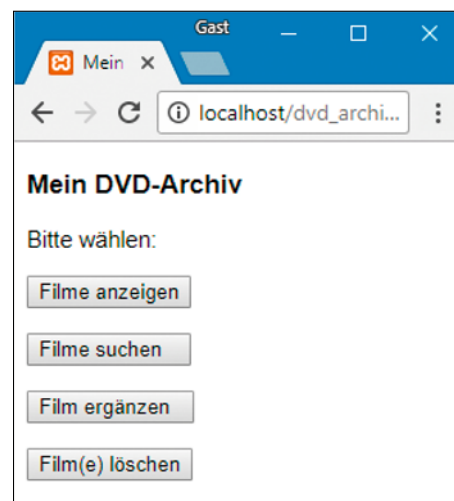 Gast
Mein
localhost/dvd_archi...
Mein DVD-Archiv
Bitte wählen:
Filme anzeigen
Filme suchen
Film ergänzen
Film(e) löschen